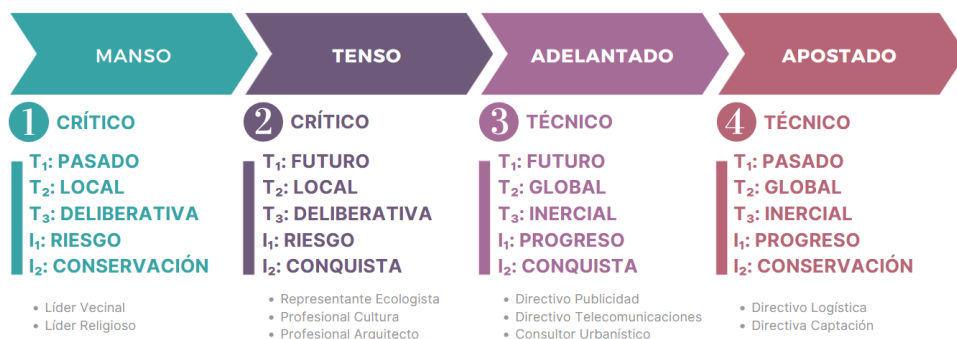 MANSO
TENSO
ADELANTADO
APOSTADO
1 CRÍTICO
T₁: PASADO
T₂: LOCAL
T₃: DELIBERATIVA
I₁: RIESGO
I₂: CONSERVACIÓN
• Líder Vecinal
• Líder Religioso
2 CRÍTICO
T₁: FUTURO
T₂: LOCAL
T₃: DELIBERATIVA
I₁: RIESGO
I₂: CONQUISTA
• Representante Ecologista
• Profesional Cultura
• Profesional Arquitecto
3 TÉCNICO
T₁: FUTURO
T₂: GLOBAL
T₃: INERCIAL
I₁: PROGRESO
I₂: CONQUISTA
• Directivo Publicidad
• Directivo Telecomunicaciones
• Consultor Urbanístico
4 TÉCNICO
T₁: PASADO
T₂: GLOBAL
T₃: INERCIAL
I₁: PROGRESO
I₂: CONSERVACIÓN
• Directivo Logística
• Directiva Captación